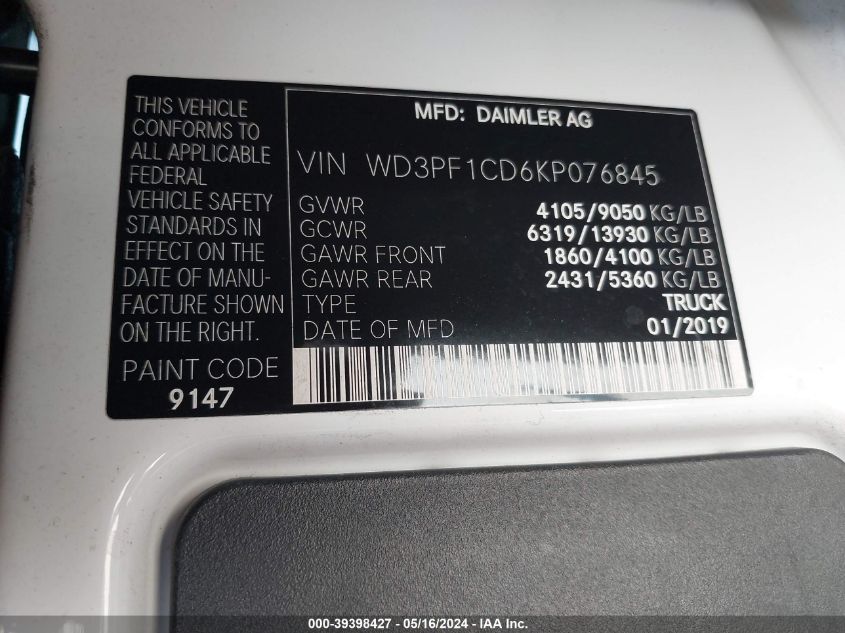 THIS VEHICLE
CONFORMS TO
ALL APPLICABLE
FEDERAL
VEHICLE SAFETY
STANDARDS IN
EFFECT ON THE
DATE OF MANU-
FACTURE SHOWN
ON THE RIGHT.
PAINT CODE
9147
MFD: DAIMLER AG
VIN WD3PF1CD6KP076845
GVWR 4105/9050 KG/LB
GCWR 6319/13930 KG/LB
GAWR FRONT 1860/4100 KG/LB
GAWR REAR 2431/5360 KG/LB
TYPE TRUCK
DATE OF MFD 01/2019
000-39398427 - 05/16/2024 - IAAI Inc.